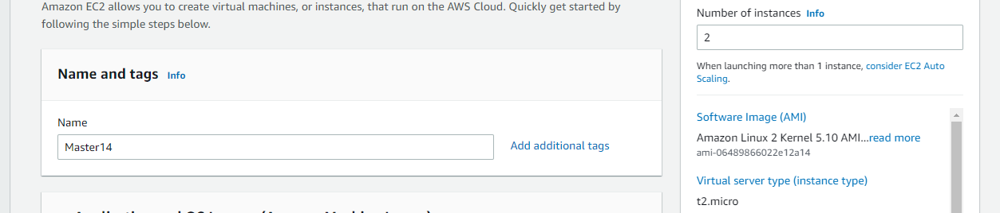 Amazon EC2 allows you to create virtual machines, or instances, that run on the AWS Cloud. Quickly get started by
following the simple steps below.
Name and tags Info
Name
Master14
Add additional tags
Number of instances Info
2
When launching more than 1 instance, consider EC2 Auto
Scaling.
Software Image (AMI)
Amazon Linux 2 Kernel 5.10 AMI...read more
ami-06489866022e12a14
Virtual server type (instance type)
t2.micro